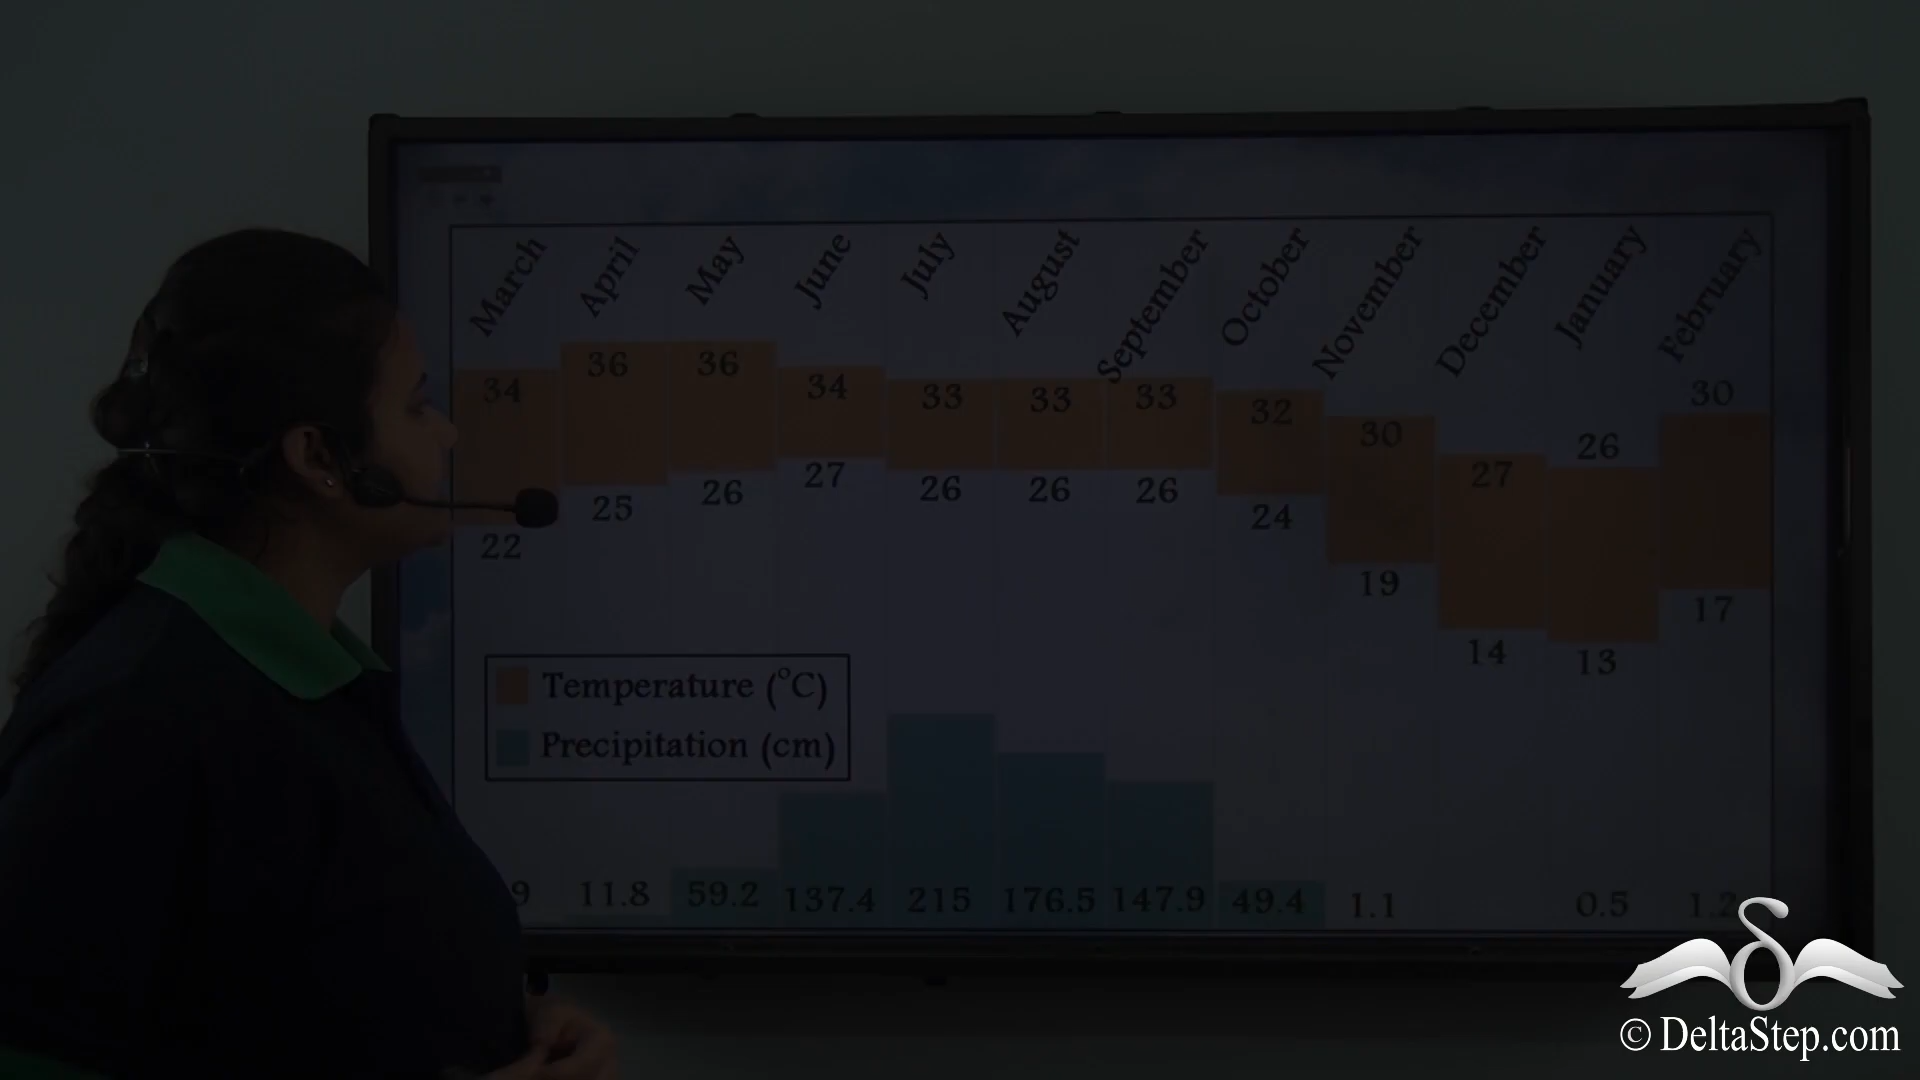 March April May June July August September October November December January February
34 36 36 34 33 33 33 32 30 27 26 30
22 25 26 27 26 26 26 24 19 14 13 17
Temperature (°C)
Precipitation (cm)
9 11.8 59.2 137.4 215 176.5 147.9 49.4 1.1 0.5 1.2
© DeltaStep.com